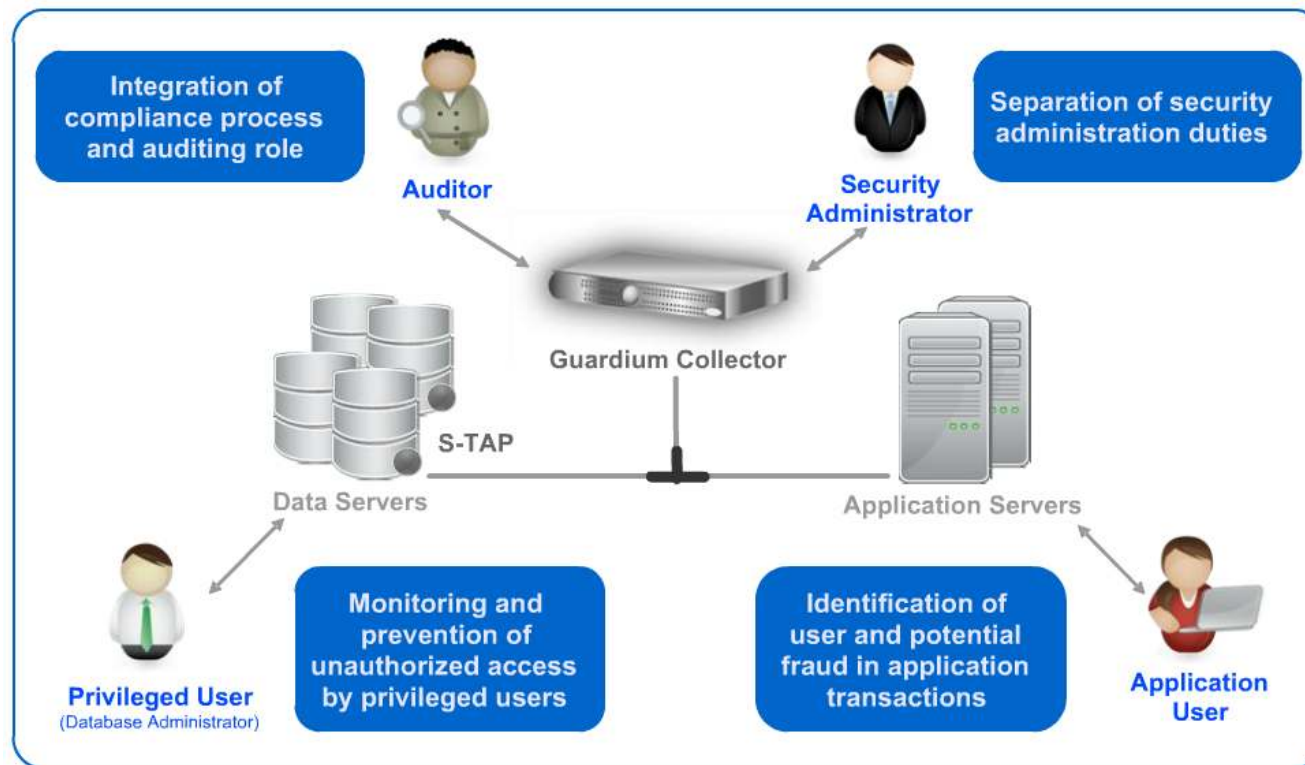 Integration of
compliance process
and auditing role
Auditor
Security
Administrator
Separation of security
administration duties
Guardium Collector
S-TAP
Data Servers
Application Servers
Privileged User
(Database Administrator)
Monitoring and
prevention of
unauthorized access
by privileged users
Identification of
user and potential
fraud in application
transactions
Application
User